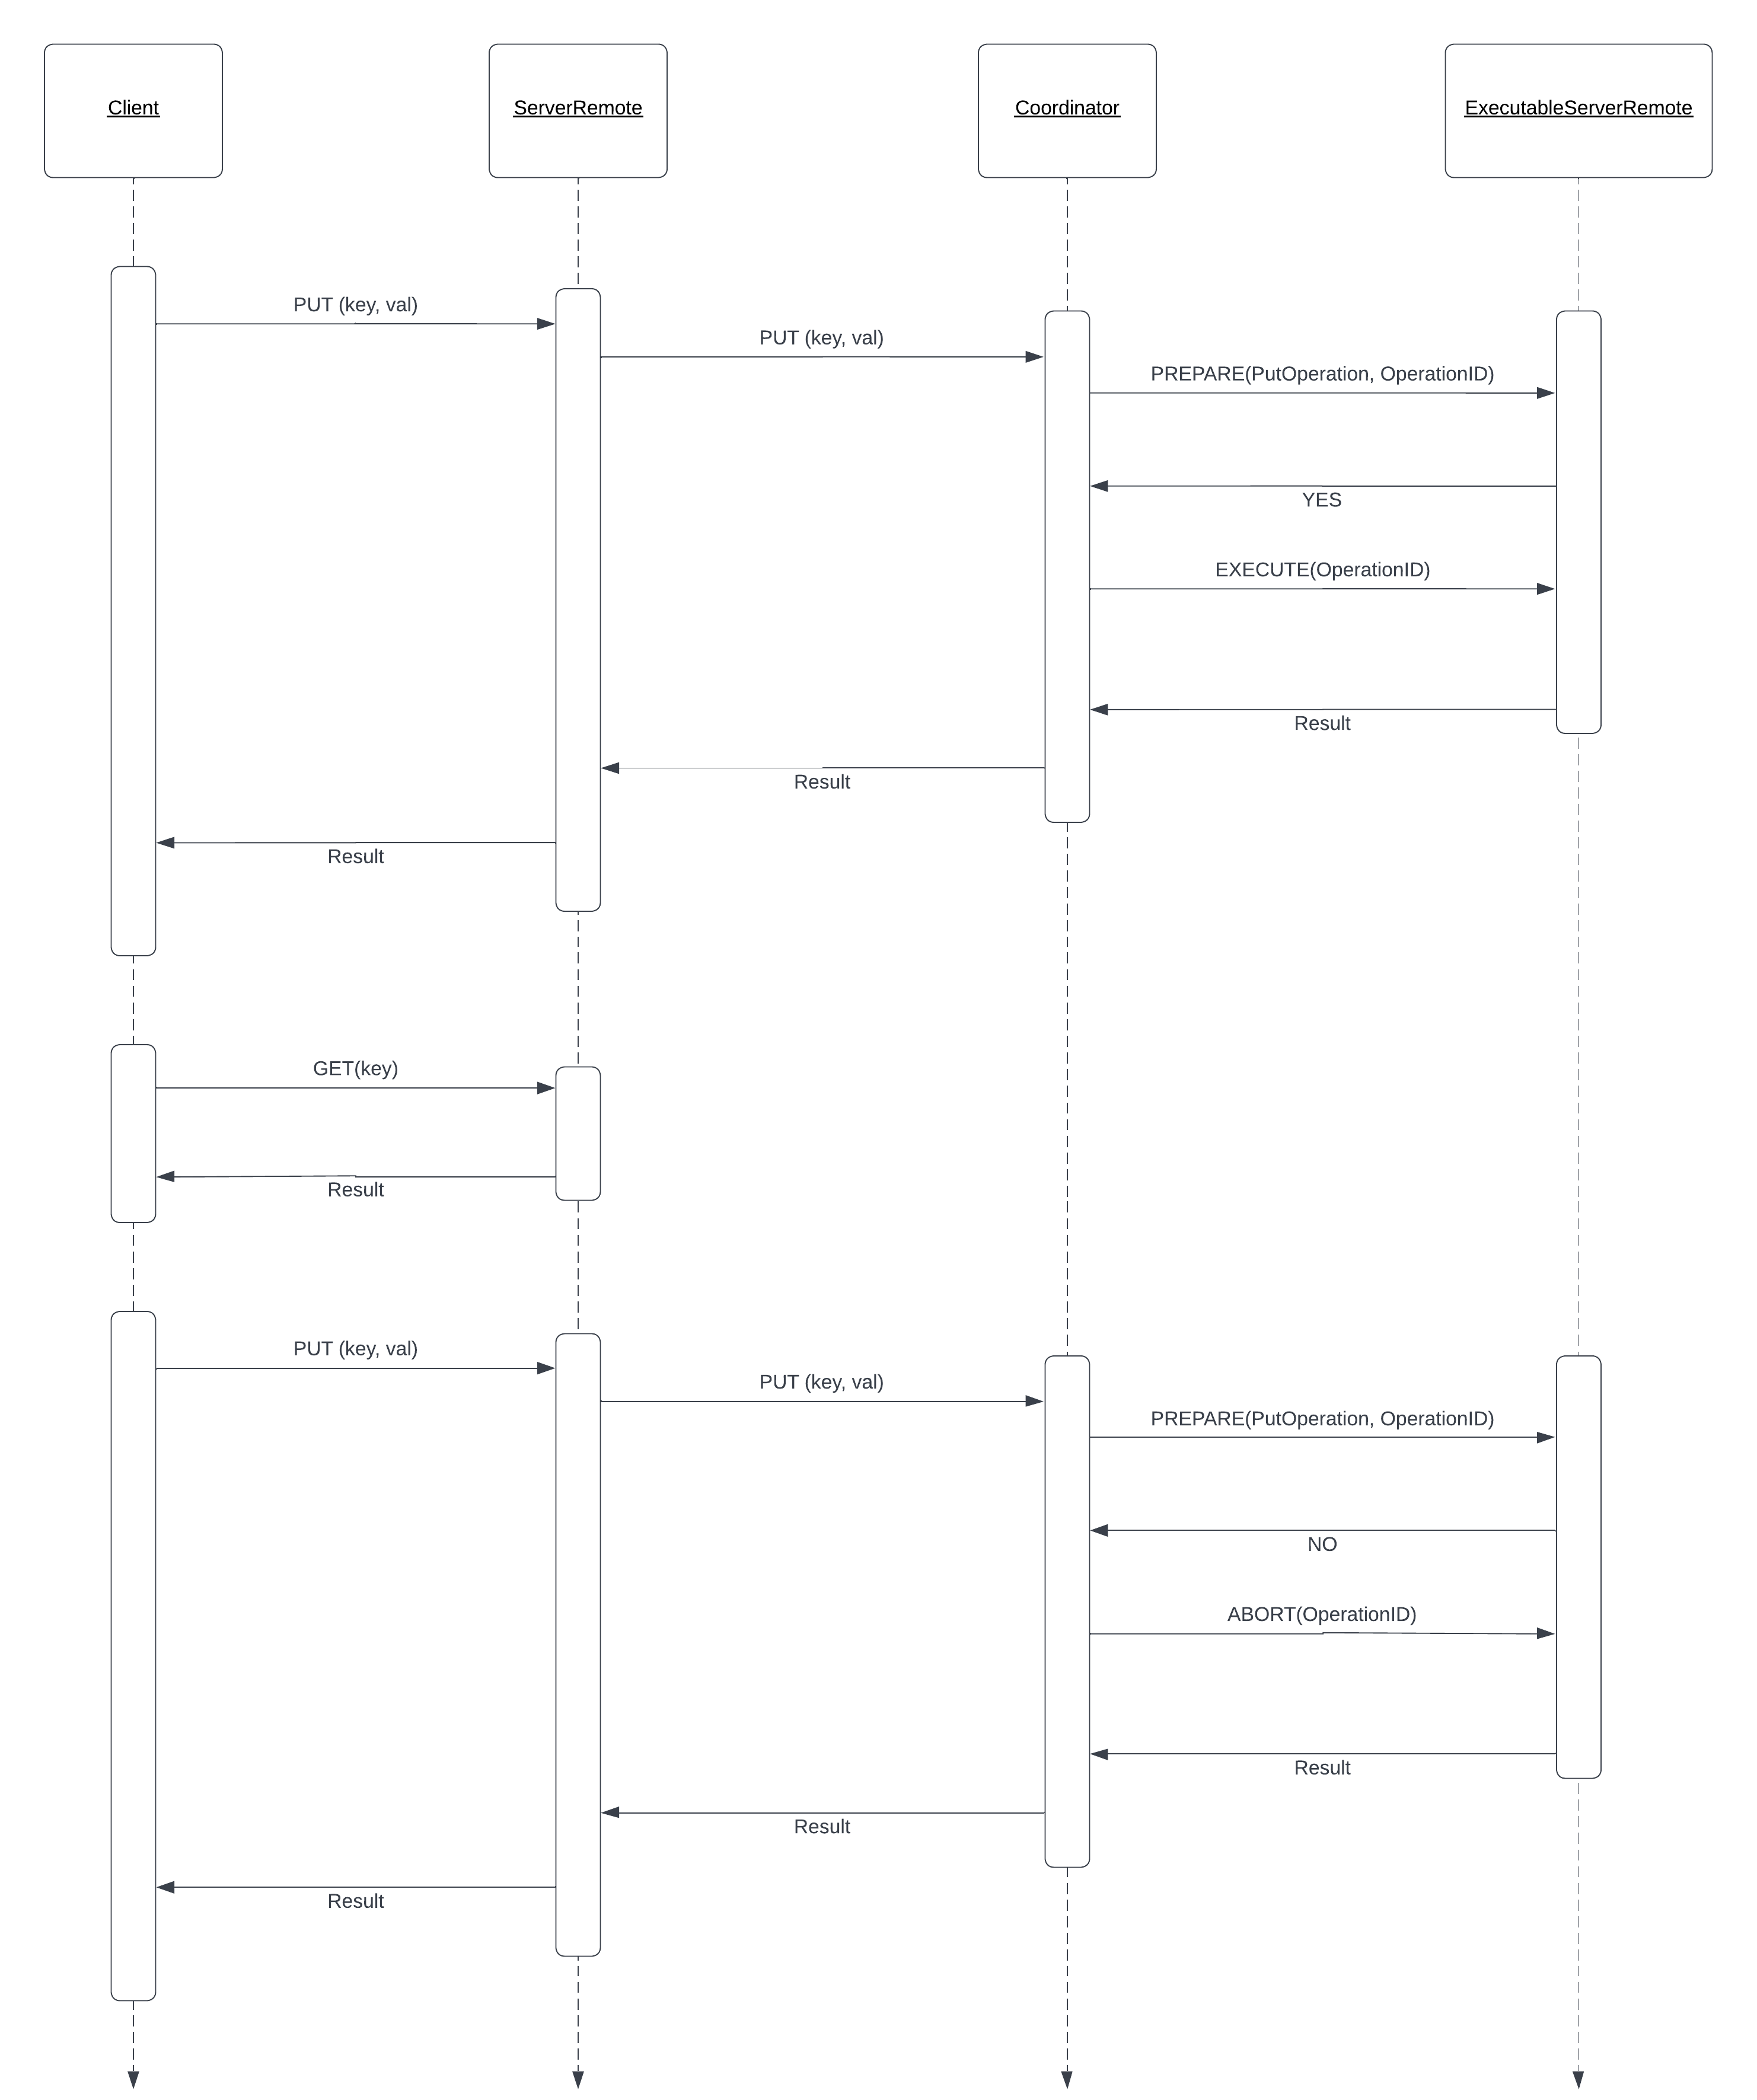 Client
ServerRemote
Coordinator
ExecutableServerRemote
PUT (key, val)
PUT (key, val)
PREPARE(PutOperation, OperationID)
YES
EXECUTE(OperationID)
Result
Result
Result
GET(key)
Result
PUT (key, val)
PUT (key, val)
PREPARE(PutOperation, OperationID)
NO
ABORT(OperationID)
Result
Result
Result